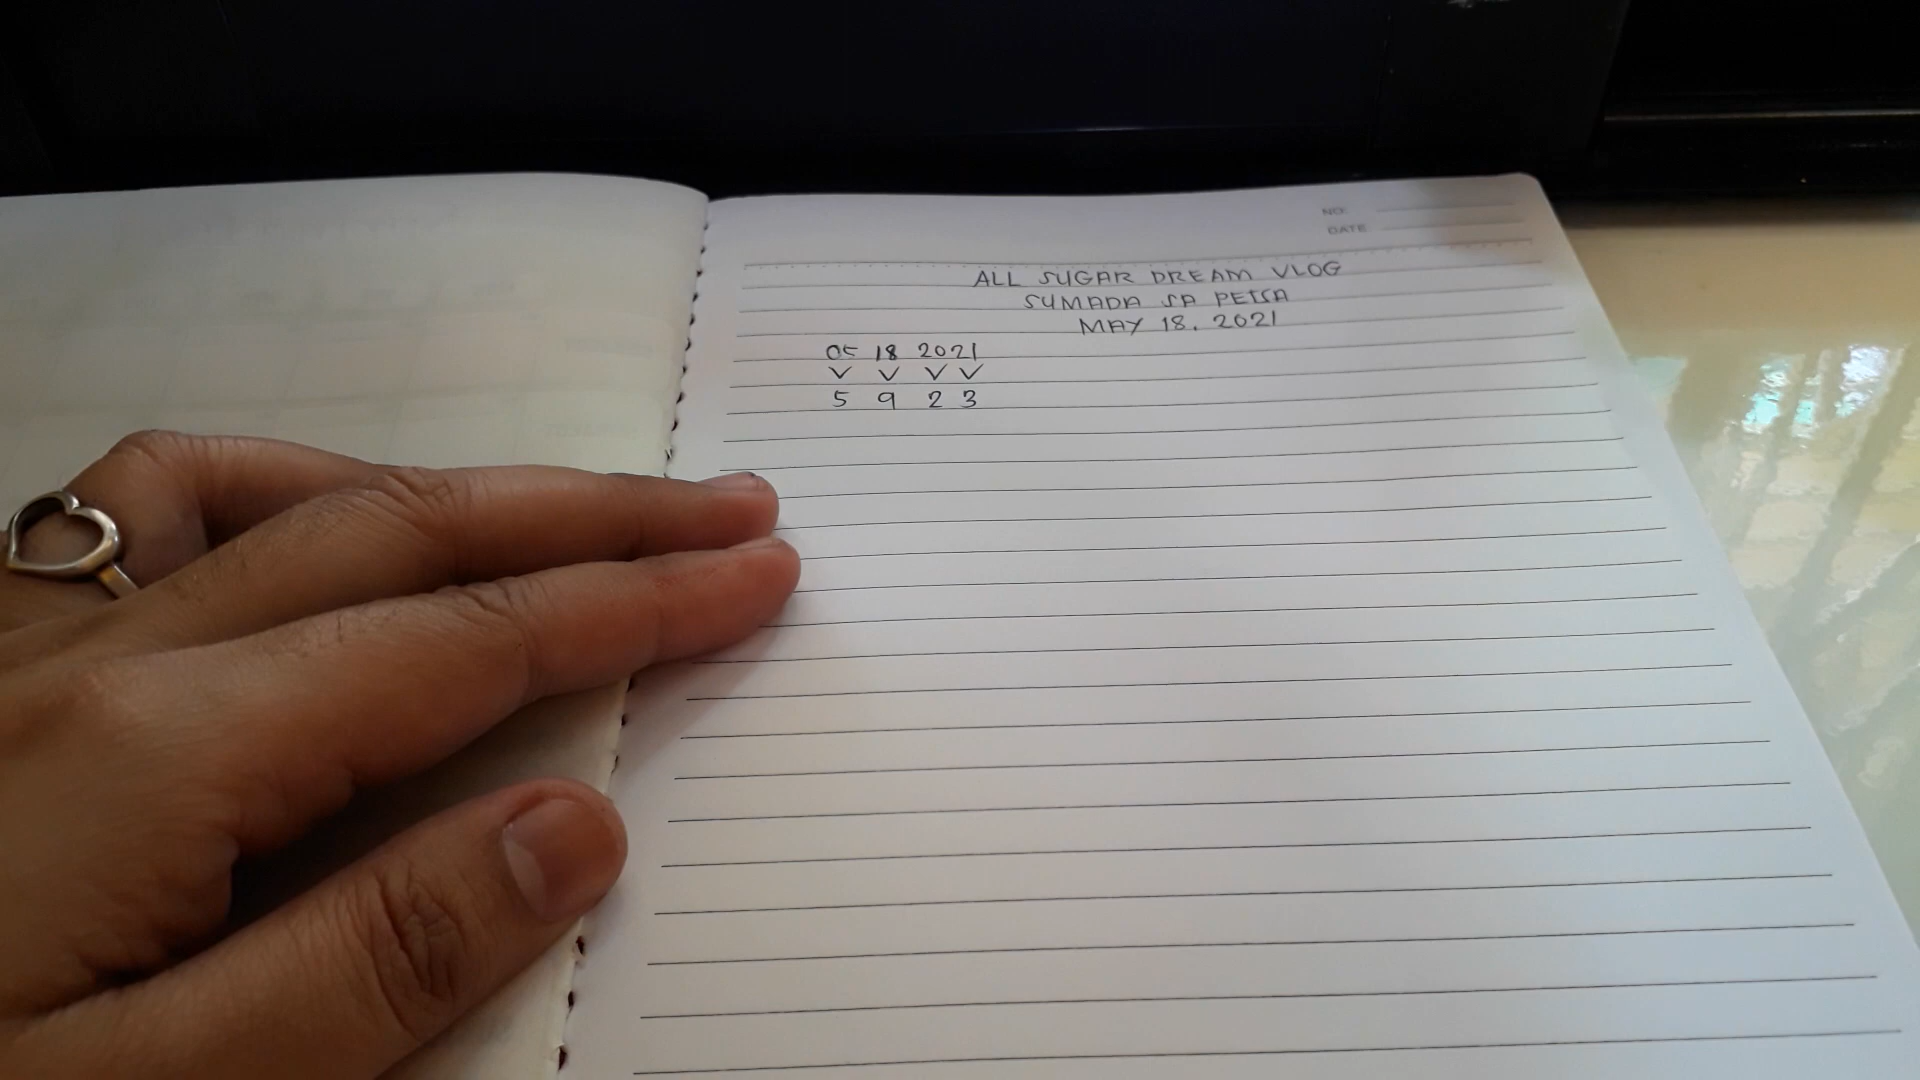 NO:
DATE
ALL SUGAR DREAM VLOG
SUMADA SA PETSA
MAY 18, 2021
05 18 2021
5 9 2 3